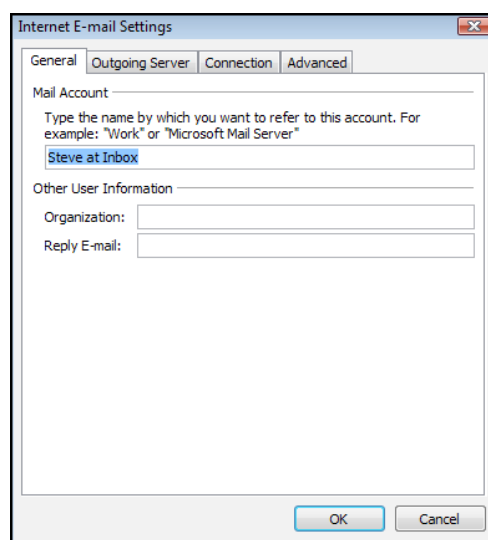 Internet E-mail Settings
General Outgoing Server Connection Advanced
Mail Account
Type the name by which you want to refer to this account. For
example: "Work" or "Microsoft Mail Server"
Steve at Inbox
Other User Information
Organization:
Reply E-mail:
OK Cancel